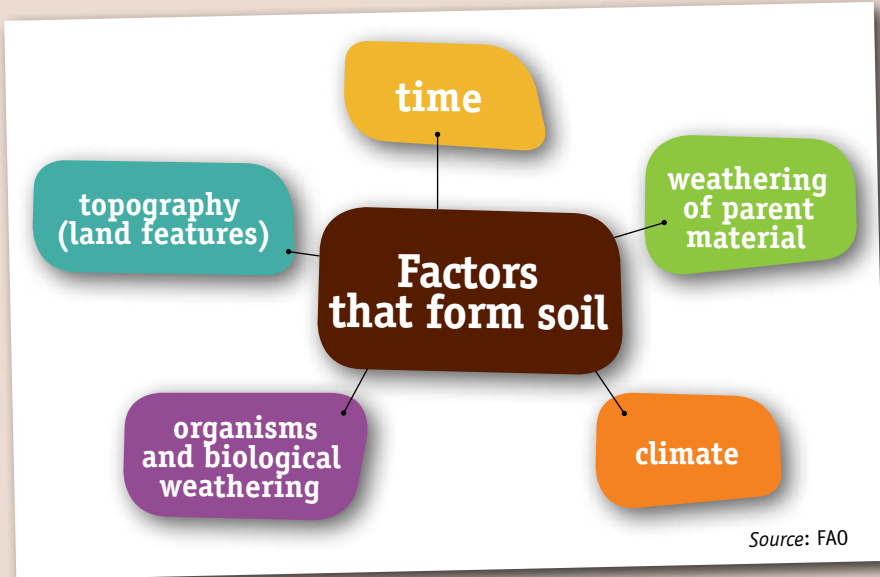 time
topography
(land features)
weathering
of parent
material
Factors
that form soil
organisms
and biological
weathering
climate
Source: FAO